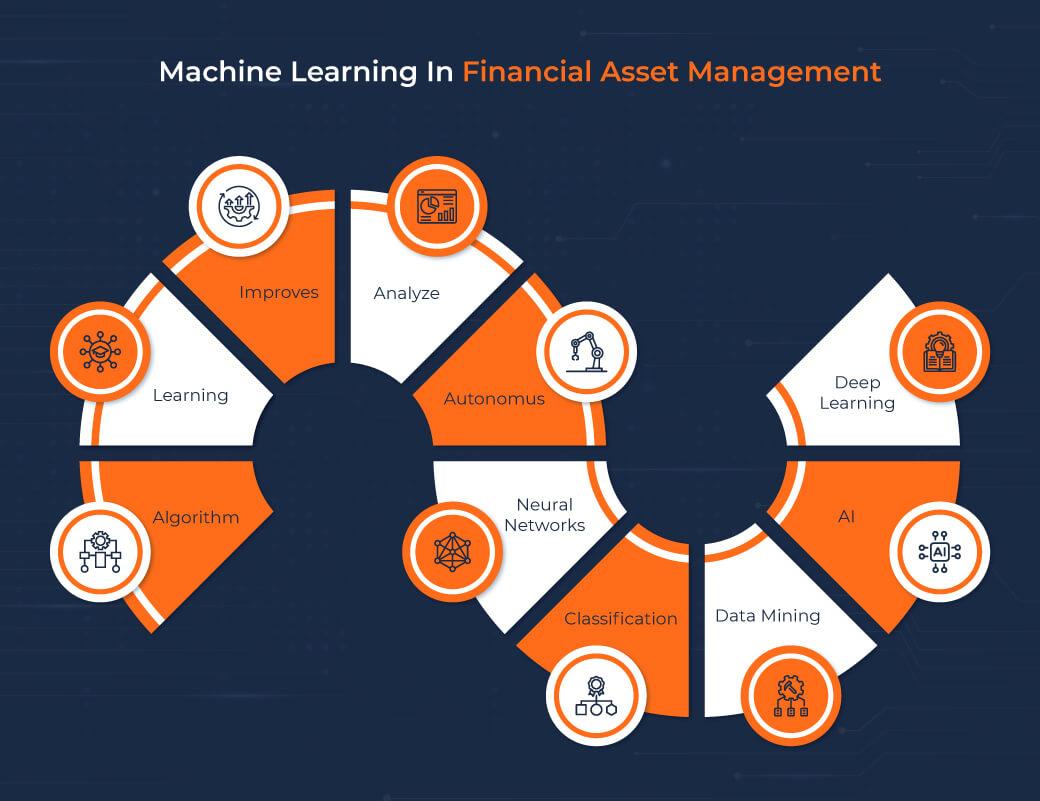 Machine Learning In Financial Asset Management
Algorithm
Learning
Improves
Analyze
Autonomus
Neural
Networks
Classification
Data Mining
AI
AI
Deep
Learning